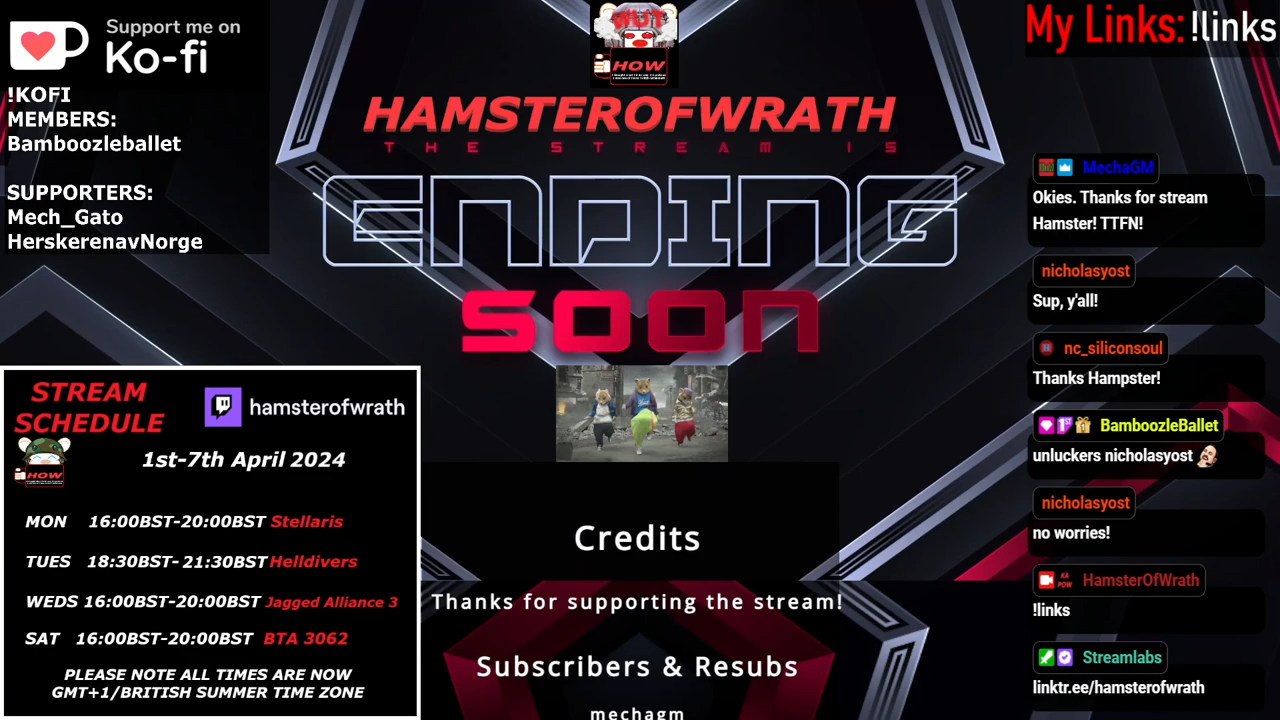 Support me on
Ko-fi
!KOFI
MEMBERS:
Bamboozleballet
SUPPORTERS:
Mech_Gato
HerskerenavNorge
WUT
HOW
HAMSTEROFWRATH
THE STREAM IS
ENDING
SOON
My Links: !links
MechaGM
Okies. Thanks for stream
Hamster! TTFN!
nicholasyost
Sup, y'all!
nc_siliconsoul
Thanks Hampster!
BamboozleBallet
unluckers nicholasyost
nicholasyost
no worries!
KA POW HamsterOfWrath
!links
Streamlabs
linktr.ee/hamsterofwrath
STREAM
SCHEDULE
hamsterofwrath
HOW
1st-7th April 2024
MON 16:00BST-20:00BST Stellaris
TUES 18:30BST-21:30BST Helldivers
WEDS 16:00BST-20:00BST Jagged Alliance 3
SAT 16:00BST-20:00BST BTA 3062
PLEASE NOTE ALL TIMES ARE NOW
GMT+1/BRITISH SUMMER TIME ZONE
Credits
Thanks for supporting the stream!
Subscribers & Resubs
mechagm